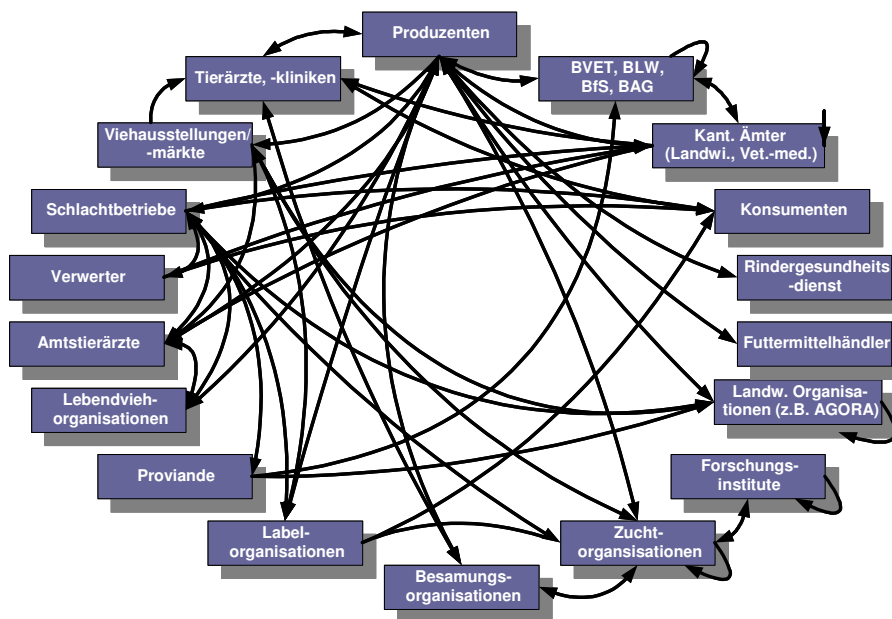 Produzenten
Tierärzte, -kliniken
BVET, BLW,
BfS, BAG
Viehausstellungen/
-märkte
Kant. Ämter
(Landwi., Vet.-med.)
Schlachtbetriebe
Konsumenten
Verwerter
Rindergesundheits
-dienst
Amtstierärzte
Futtermittelhändler
Lebendvieh-
organisationen
Landw. Organisa-
tionen (z.B. AGORA)
Proviande
Forschungs-
institute
Label-
organisationen
Zucht-
organsisationen
Besamungs-
organisationen